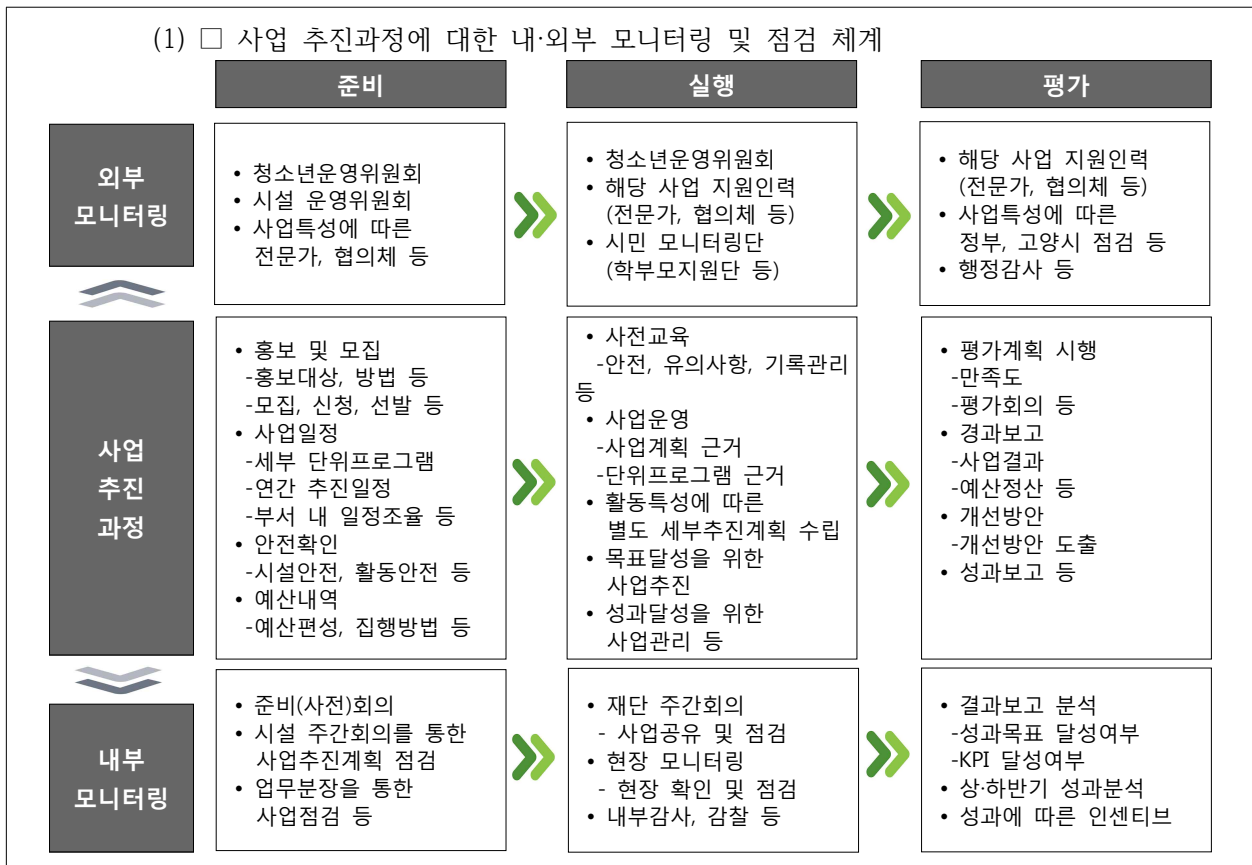 (1) □ 사업 추진과정에 대한 내·외부 모니터링 및 점검 체계
준비
실행
평가
외부
모니터링
• 청소년운영위원회
• 시설 운영위원회
• 사업특성에 따른
전문가, 협의체 등
• 청소년운영위원회
• 해당 사업 지원인력
(전문가, 협의체 등)
• 시민 모니터링단
(학부모지원단 등)
• 해당 사업 지원인력
(전문가, 협의체 등)
• 사업특성에 따른
정부, 고양시 점검 등
• 행정감사 등
사업
추진
과정
• 홍보 및 모집
-홍보대상, 방법 등
-모집, 신청, 선발 등
• 사업일정
-세부 단위프로그램
-연간 추진일정
-부서 내 일정조율 등
• 안전확인
-시설안전, 활동안전 등
• 예산내역
-예산편성, 집행방법 등
• 사전교육
-안전, 유의사항, 기록관리
등
• 사업운영
-사업계획 근거
-단위프로그램 근거
• 활동특성에 따른
별도 세부추진계획 수립
• 목표달성을 위한
사업추진
• 성과달성을 위한
사업관리 등
• 평가계획 시행
-만족도
-평가회의 등
• 경과보고
-사업결과
-예산정산 등
• 개선방안
-개선방안 도출
• 성과보고 등
내부
모니터링
• 준비(사전)회의
• 시설 주간회의를 통한
사업추진계획 점검
• 업무분장을 통한
사업점검 등
• 재단 주간회의
- 사업공유 및 점검
• 현장 모니터링
- 현장 확인 및 점검
• 내부감사, 감찰 등
• 결과보고 분석
-성과목표 달성여부
-KPI 달성여부
• 상·하반기 성과분석
• 성과에 따른 인센티브